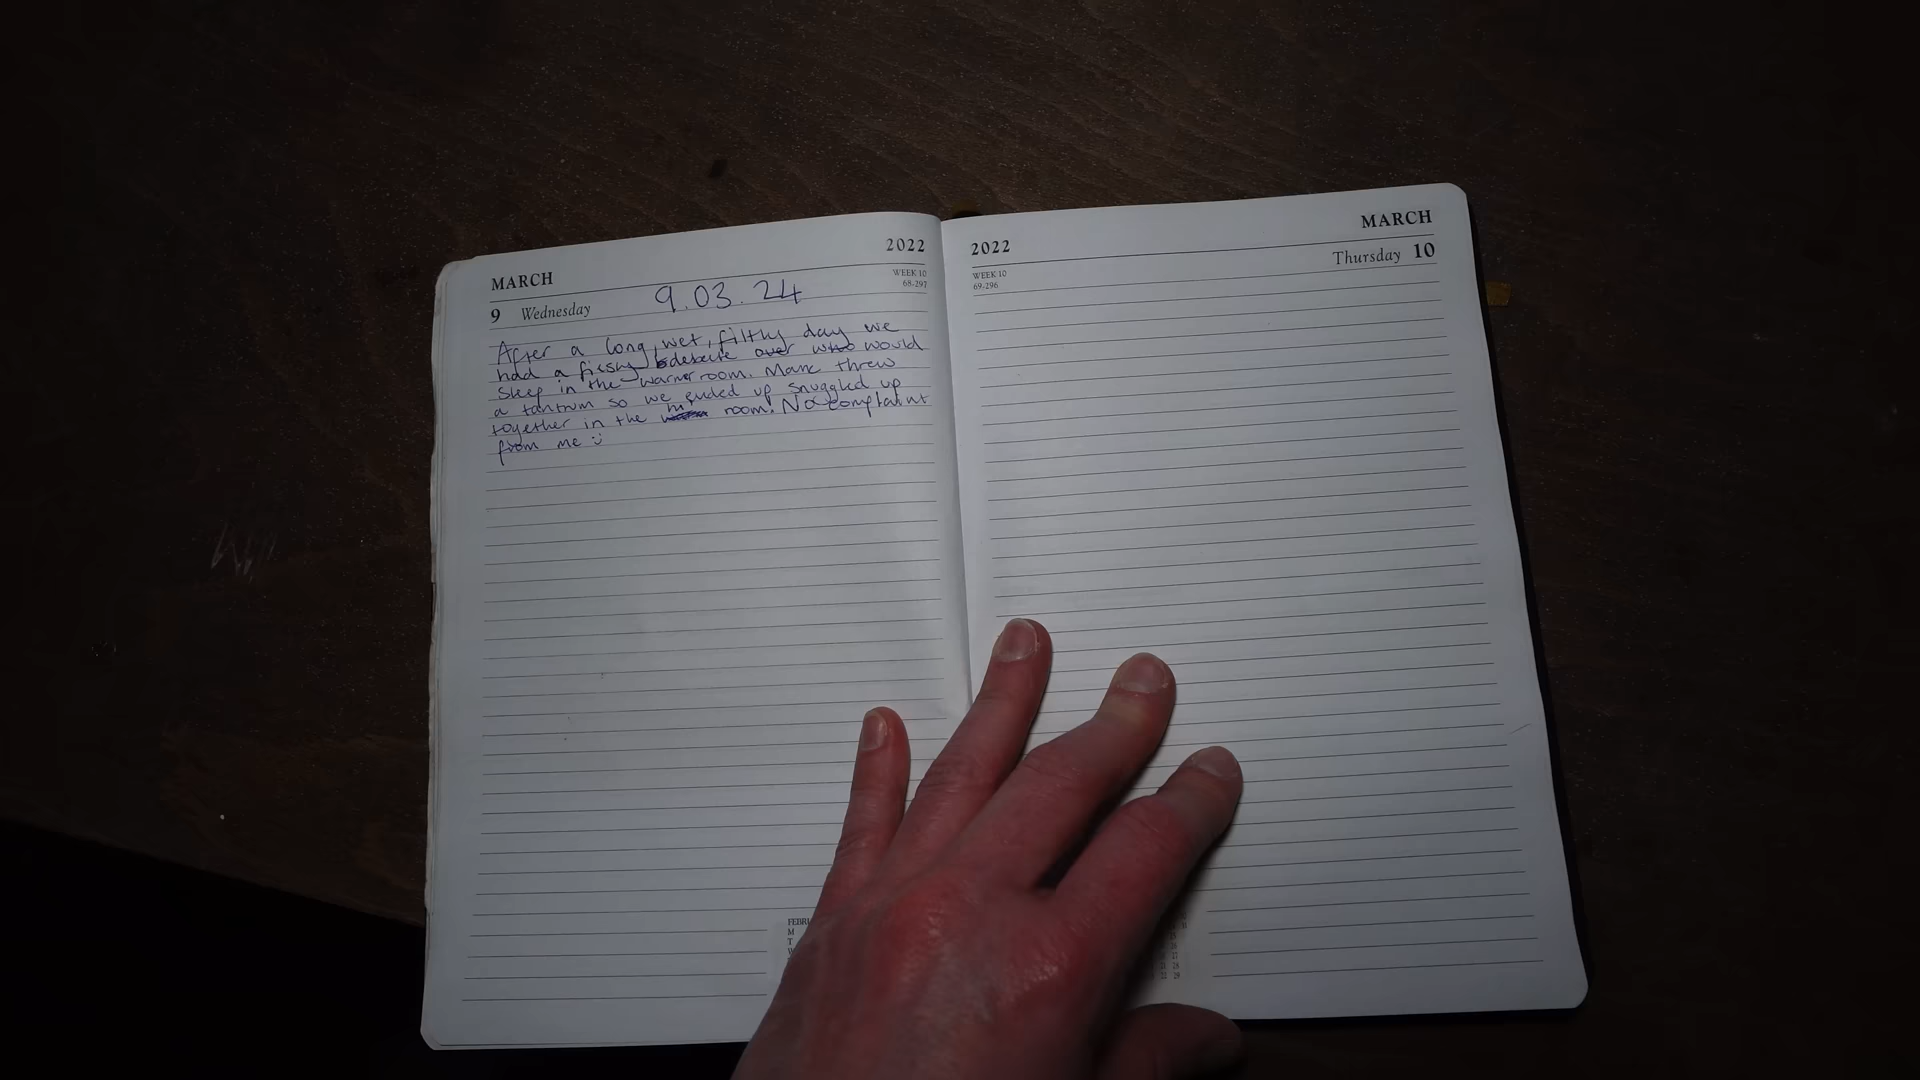 MARCH 2022
9 Wednesday 9.03.24 WEEK 10
68-297
After a long, wet, filthy day we
had a debate over who would
sleep in the warmer room. Marc threw
a tantrum so we ended up snuggled up
together in the room. No complaint
from me :)
FEBRU
M
T
W
2022 MARCH
WEEK 10 Thursday 10
69-296